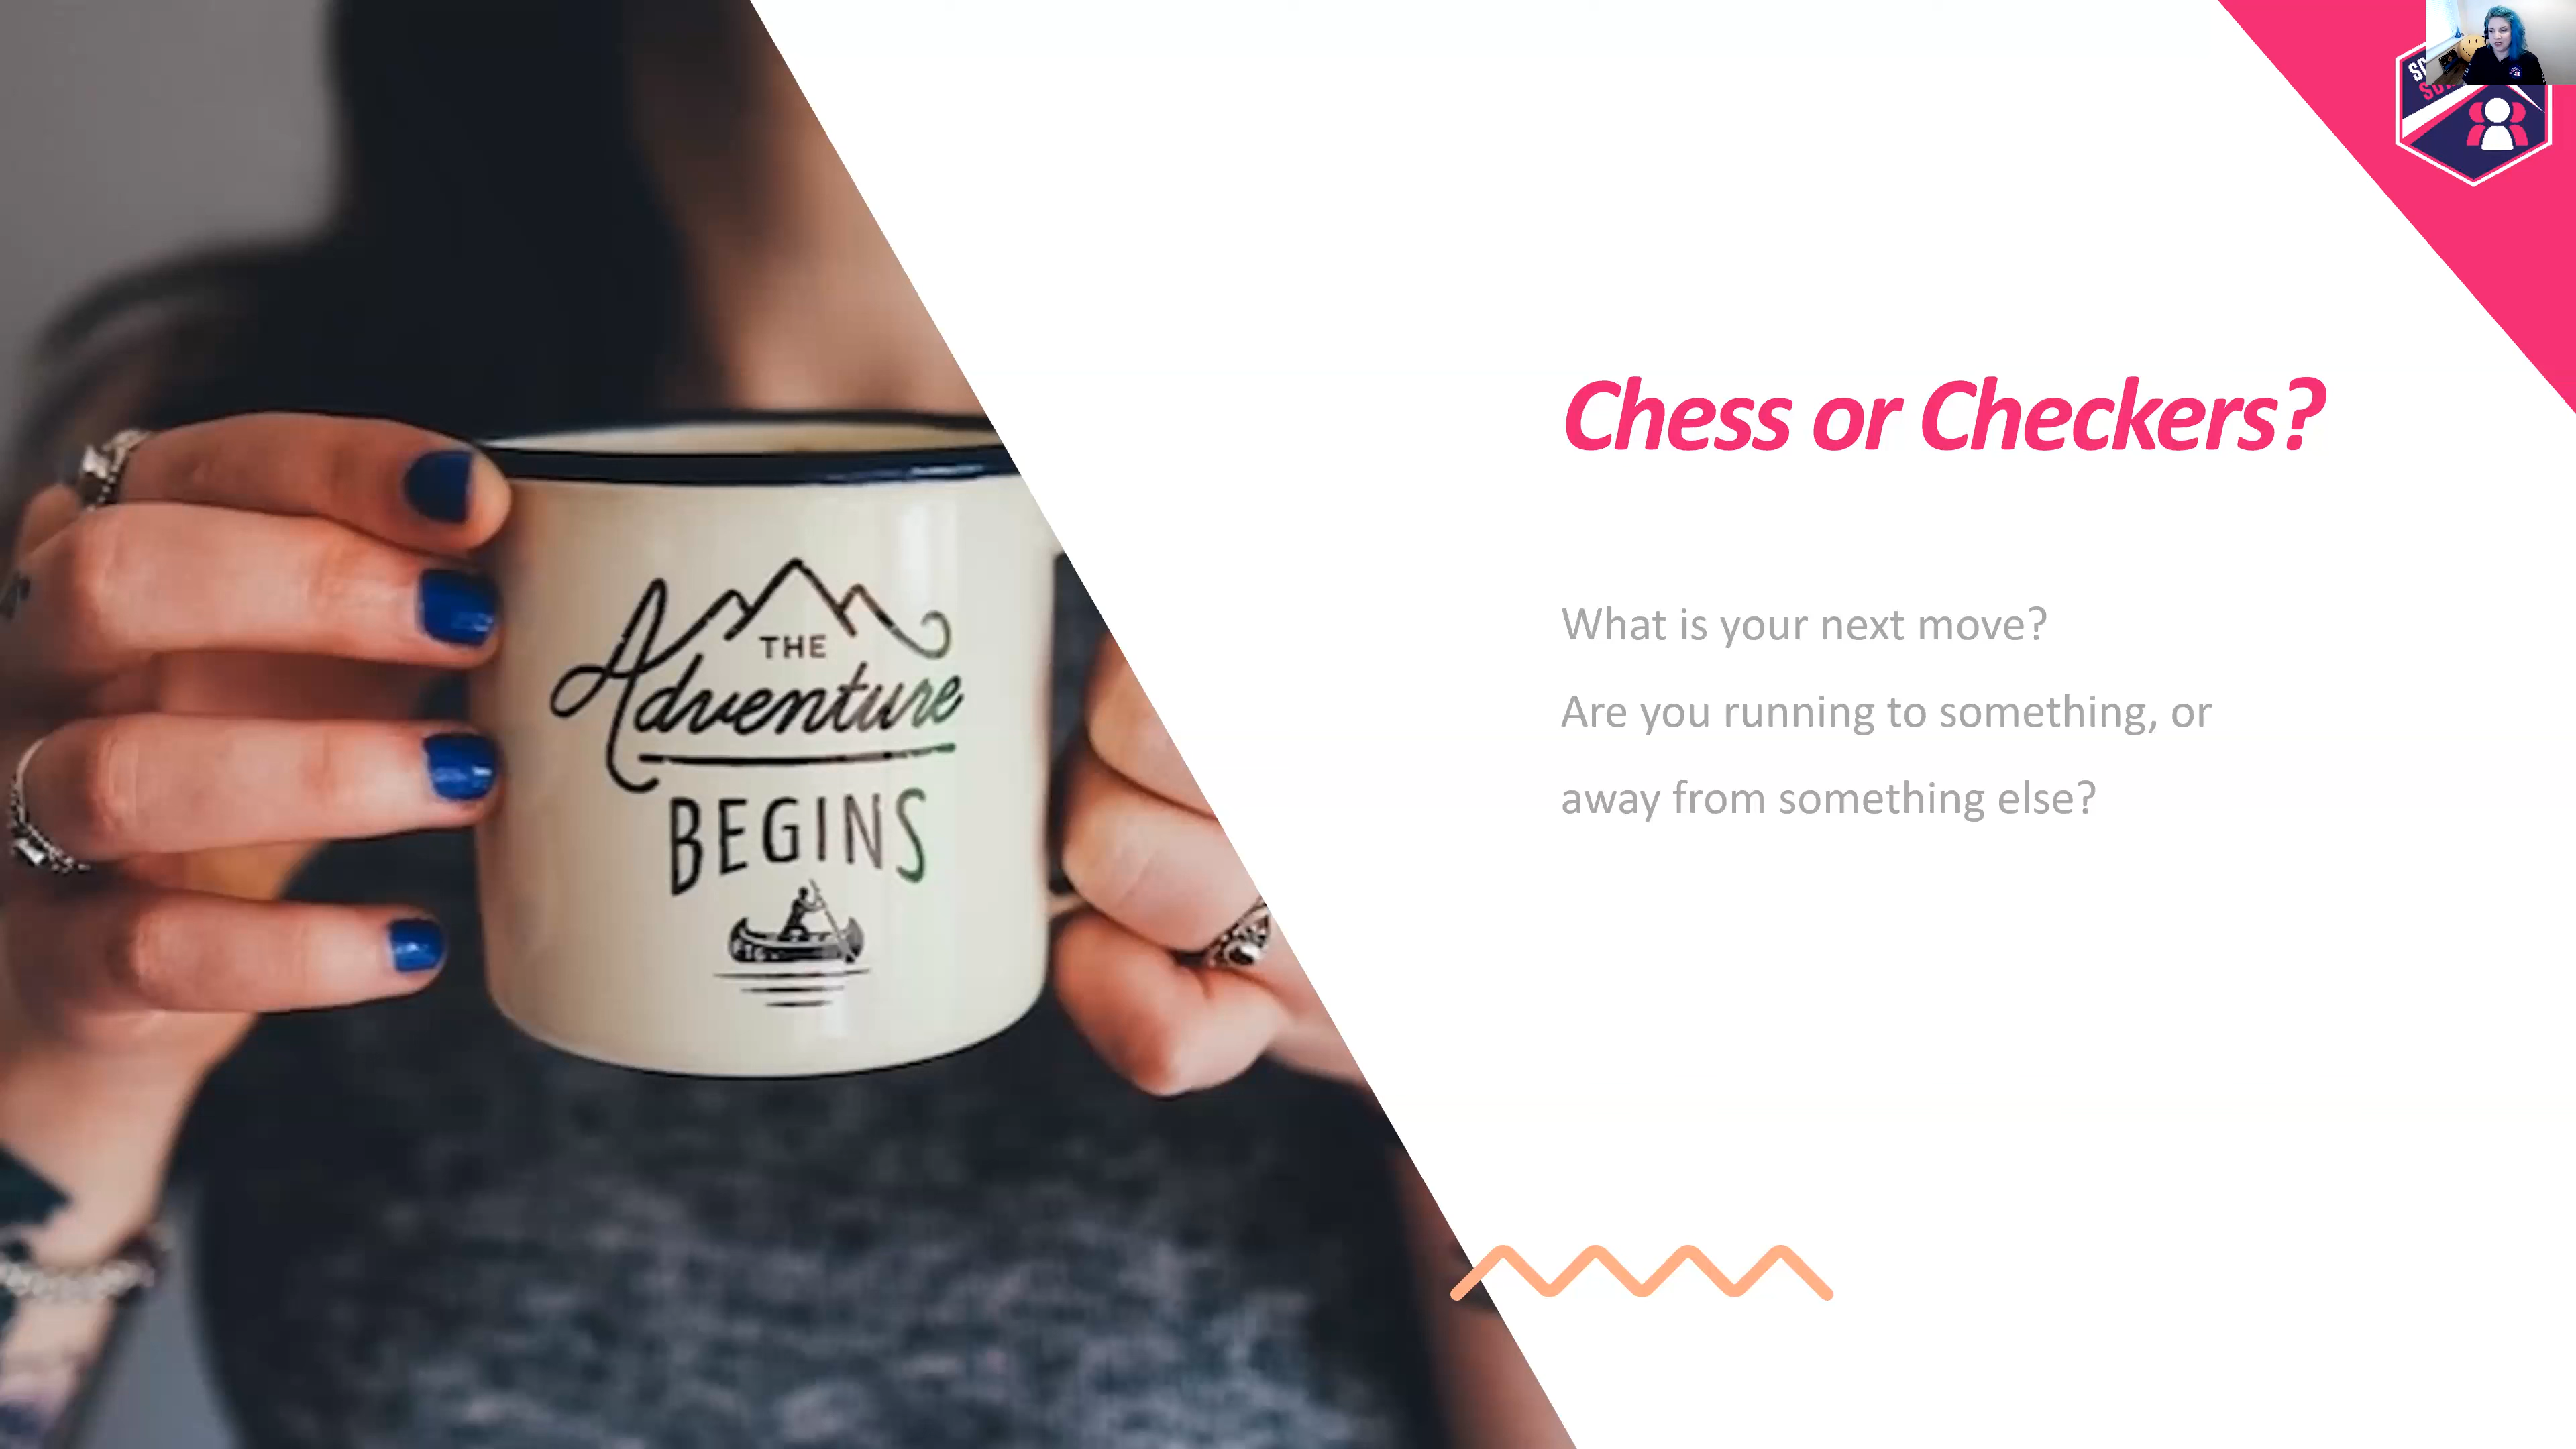 THE
Adventure
BEGINS
Chess or Checkers?
What is your next move?
Are you running to something, or
away from something else?